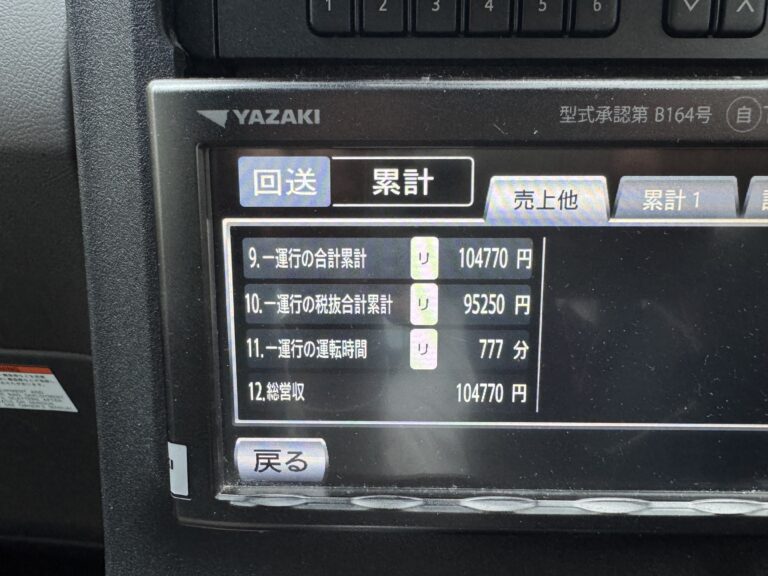 1 2 3 4 5 6
YAZAKI
型式承認第 B164号 自
回送 累計 売上他 累計1
9.一運行の合計累計 リ 104770 円
10.一運行の税抜合計累計 リ 95250 円
11.一運行の運転時間 リ 777 分
12.総営収 104770 円
戻る